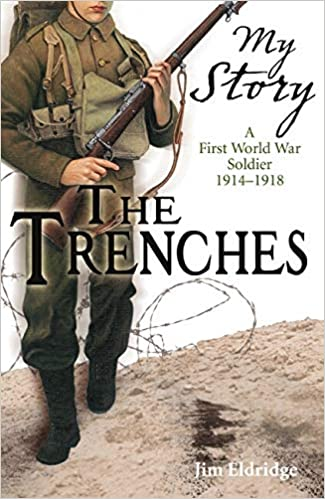 My
Story
A
First World War
Soldier
1914–1918
THE
TRENCHES
Jim Eldridge